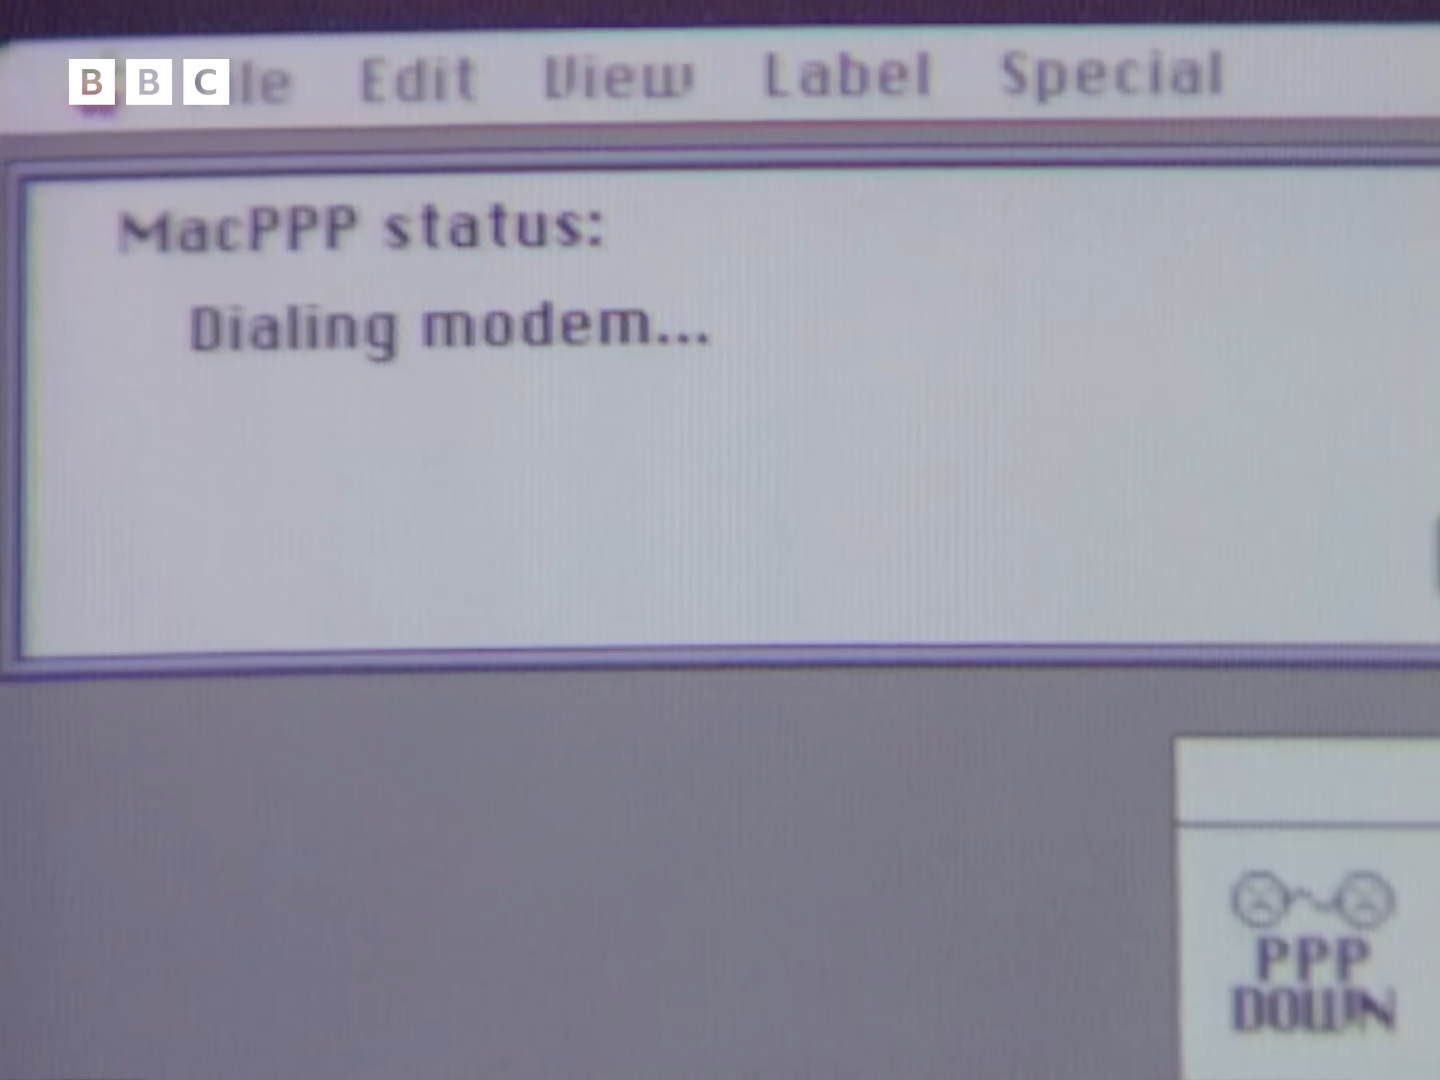 BBC
le Edit View Label Special
MacPPP status:
Dialing modem...
PPP
DOWN